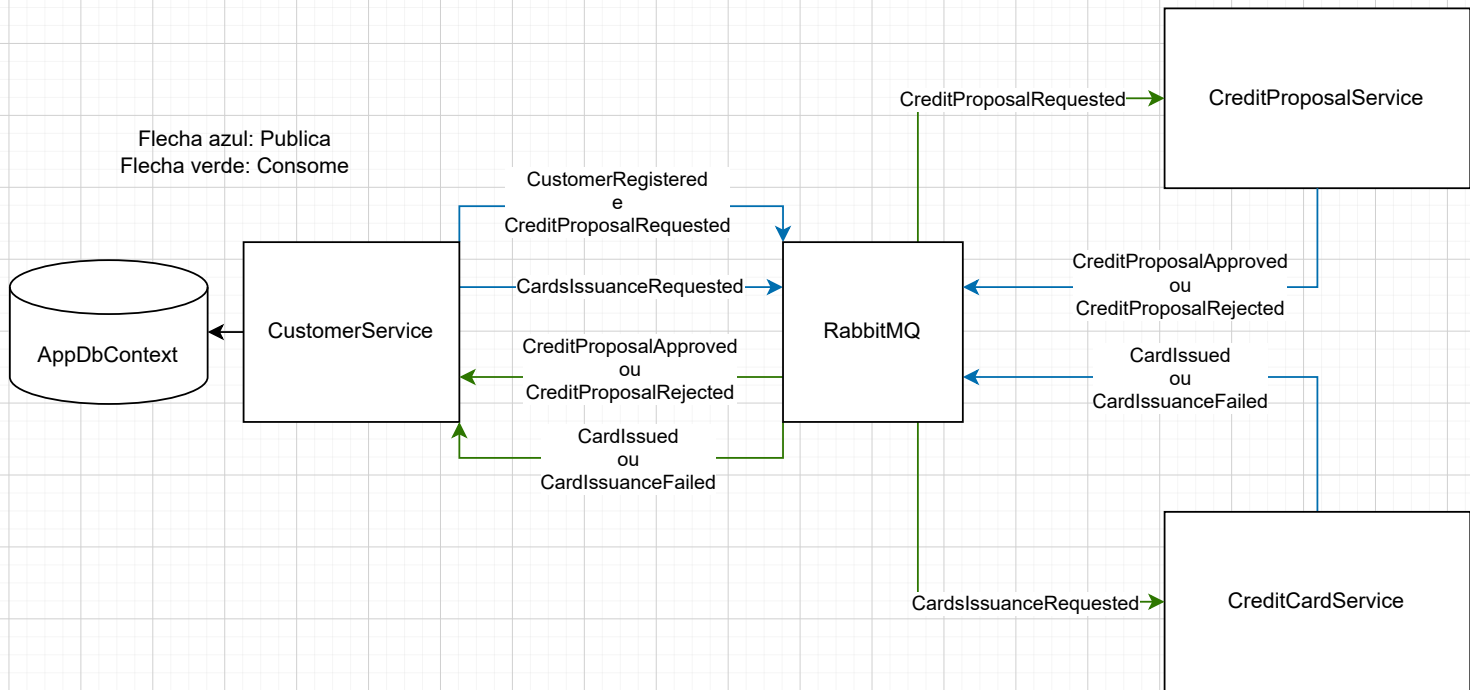 CreditProposalRequested
CreditProposalService
Flecha azul: Publica
Flecha verde: Consome
CustomerRegistered
e
CreditProposalRequested
CreditProposalApproved
ou
CreditProposalRejected
CardsIssuanceRequested
AppDbContext
CustomerService
RabbitMQ
CreditProposalApproved
ou
CreditProposalRejected
CardIssued
ou
CardIssuanceFailed
CardIssued
ou
CardIssuanceFailed
CardsIssuanceRequested
CreditCardService